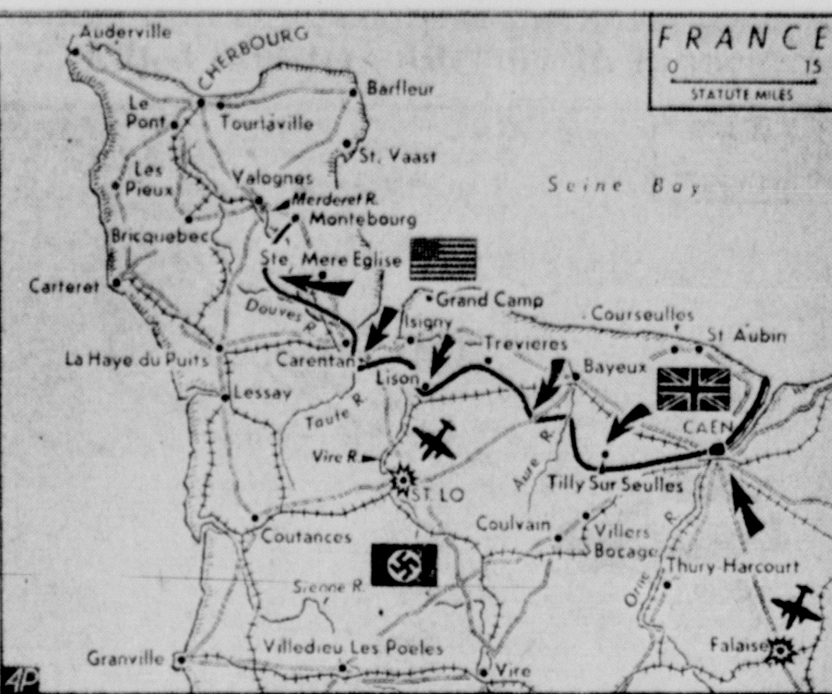 Auderville
CHERBOURG
FRANCE
0 15
STATUTE MILES
Barfleur
Le
Pont
Tourlaville
St. Vaast
Les
Pieux
Valognes
Merderet R.
Montebourg
Seine Bay
Bricquebec
Ste. Mere Eglise
Carteret
Grand Camp
Douves R.
Isigny
Courseulles
St Aubin
Trevieres
La Haye du Puits
Carentan
Bayeux
Lison
Lessay
Taute R.
CAEN
Vire R.
Aure R.
Tilly Sur Seulles
ST. LO
Coulvain
Villers
Bocage
Coutances
Orne R.
Thury-Harcourt
Sienne R.
Falaise
Granville
Villedieu Les Poeles
Vire
4P